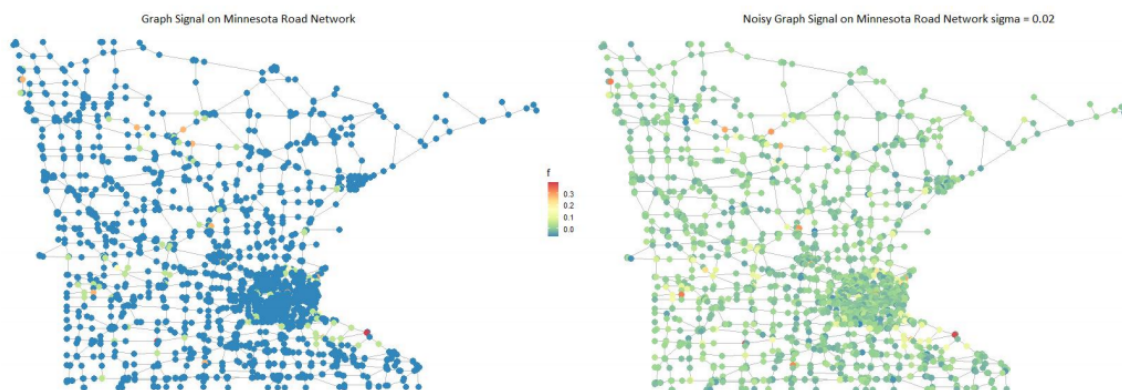 Graph Signal on Minnesota Road Network
Noisy Graph Signal on Minnesota Road Network sigma = 0.02
f
0.3
0.2
0.1
0.0